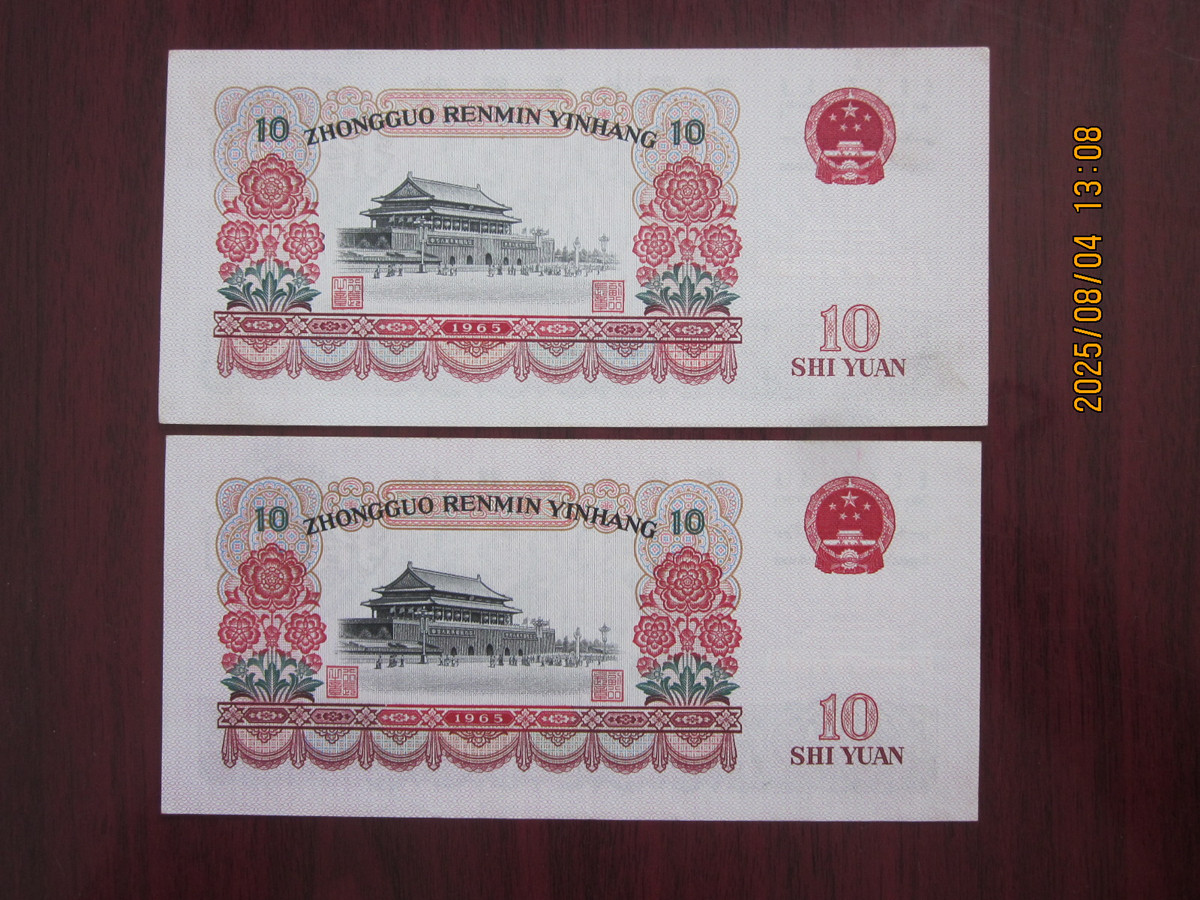 10 ZHONGGUO RENMIN YINHANG 10
1965
10
SHI YUAN
10 ZHONGGUO RENMIN YINHANG 10
1965
10
SHI YUAN
2025/08/04 13:08